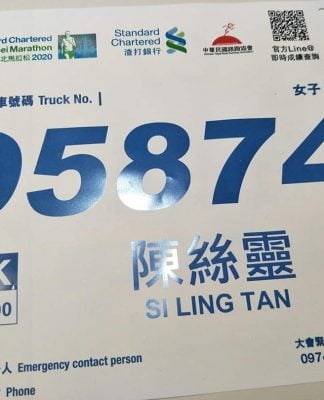 rd Chartered
ei Marathon
北馬拉松 2020
Standard
Chartered
渣打銀行
中華民國路跑協會
官方Line@
即時成績查詢
車號碼 Truck No.
女子
95874
K
00
陳絲靈
SI LING TAN
人 Emergency contact person
大會緊
Phone
0974